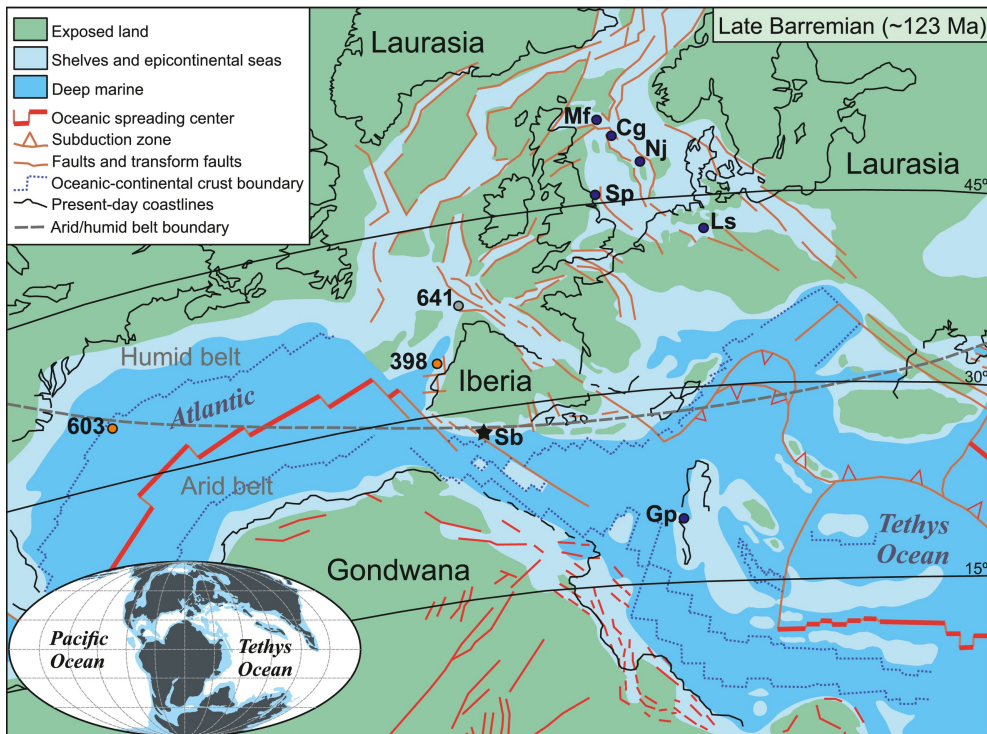 Exposed land
Shelves and epicontinental seas
Deep marine
Oceanic spreading center
Subduction zone
Faults and transform faults
Oceanic-continental crust boundary
Present-day coastlines
Arid/humid belt boundary
Late Barremian (~123 Ma)
Laurasia
Mf
Cg
Nj
Laurasia
Sp
45º
Ls
641
Humid belt
398
Iberia
30º
Atlantic
603
Sb
Arid belt
Gp
Tethys
Ocean
Gondwana
15º
Pacific
Ocean
Tethys
Ocean